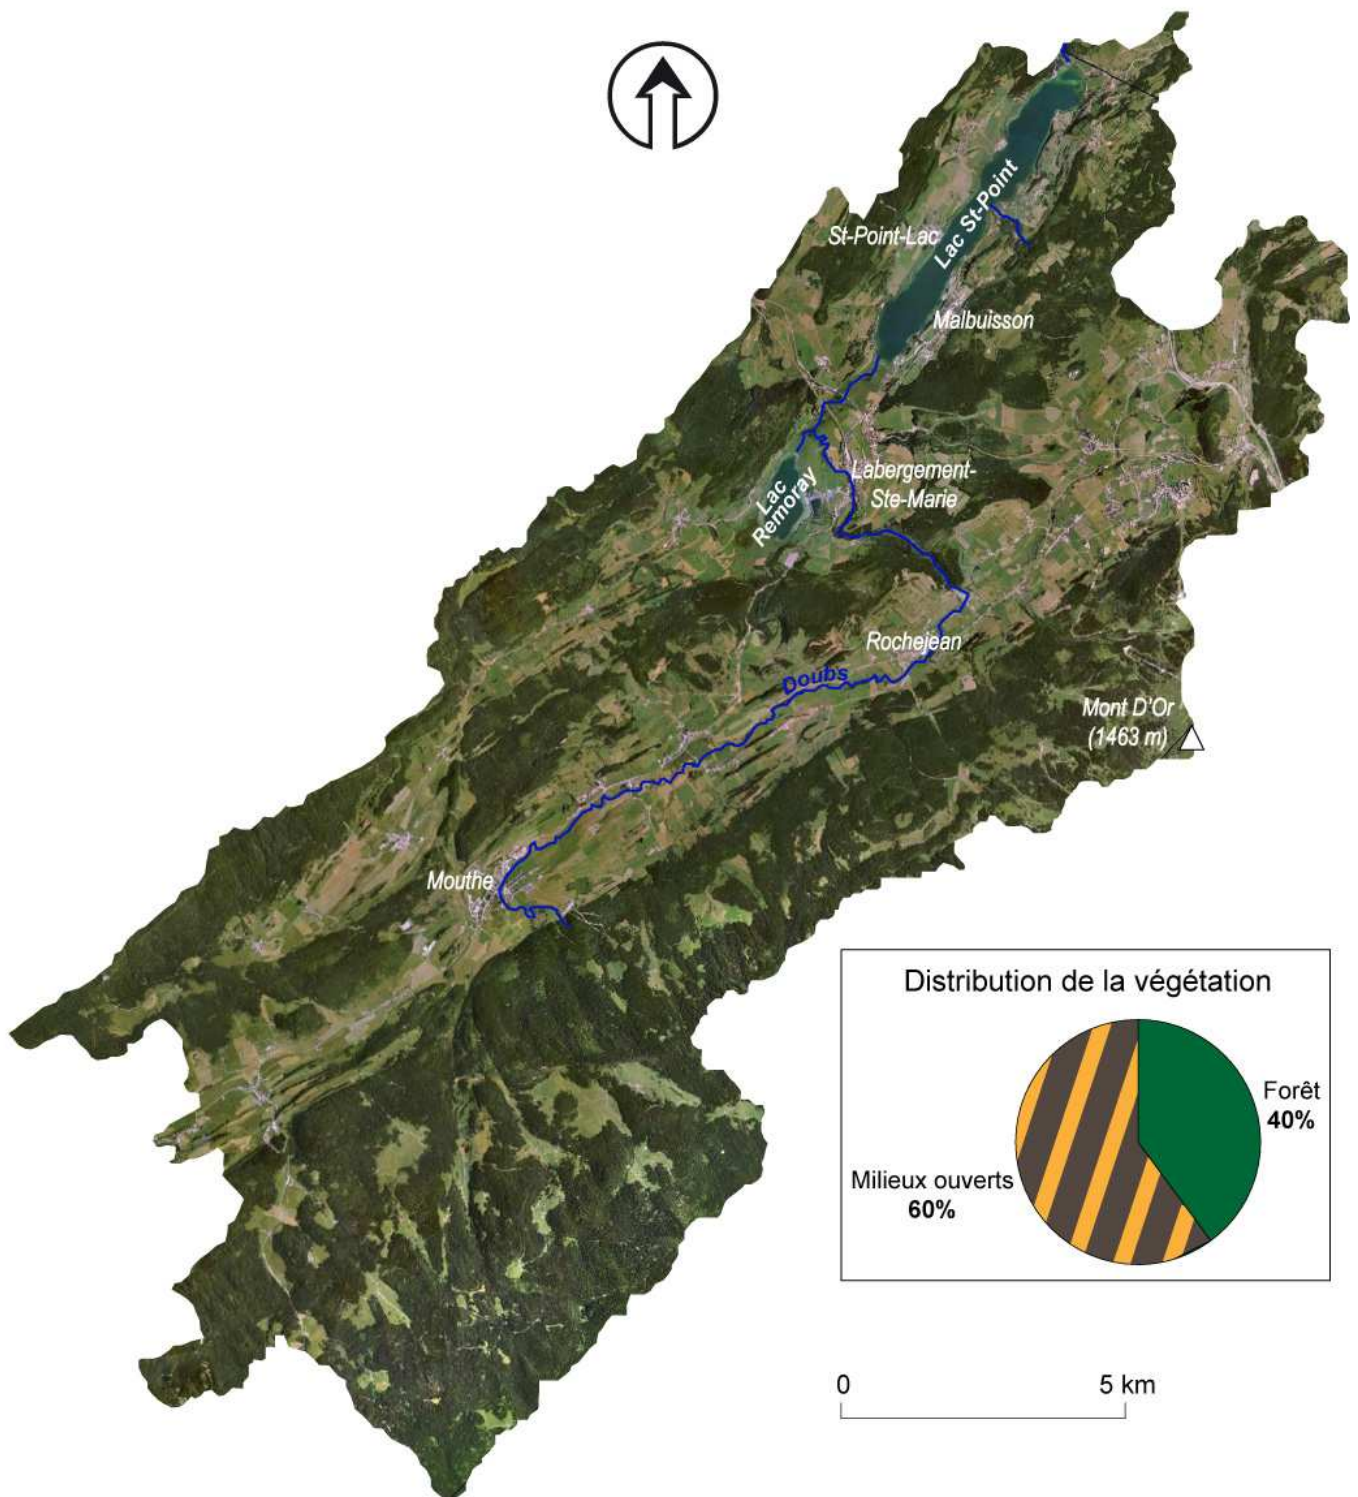 Lac St-Point
St-Point-Lac
Malbuisson
Labergement-
Ste-Marie
Lac
Remoray
Rochejean
Doubs
Mont D'Or
(1463 m)
Mouthe
Distribution de la végétation
Forêt
40%
Milieux ouverts
60%
0
5 km